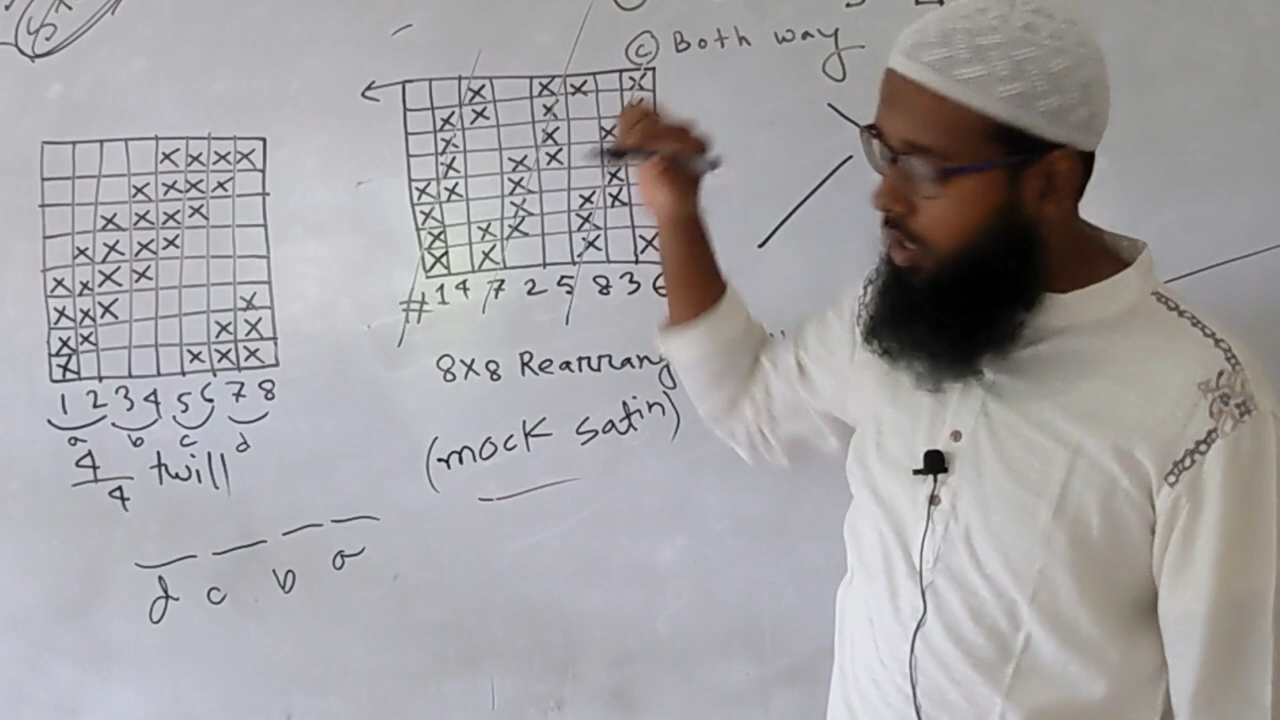 © Both way
1 2 3 4 5 6 7 8
a b c d
4/4 twill
# 1 4 7 2 5 8 3 6
8x8 Rearrang
(mock satin)
d c b a